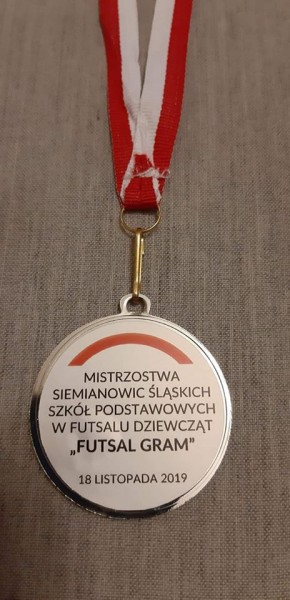 MISTRZOSTWA
SIEMIANOWIC ŚLĄSKICH
SZKÓŁ PODSTAWOWYCH
W FUTSALU DZIEWCZĄT
„FUTSAL GRAM”
18 LISTOPADA 2019